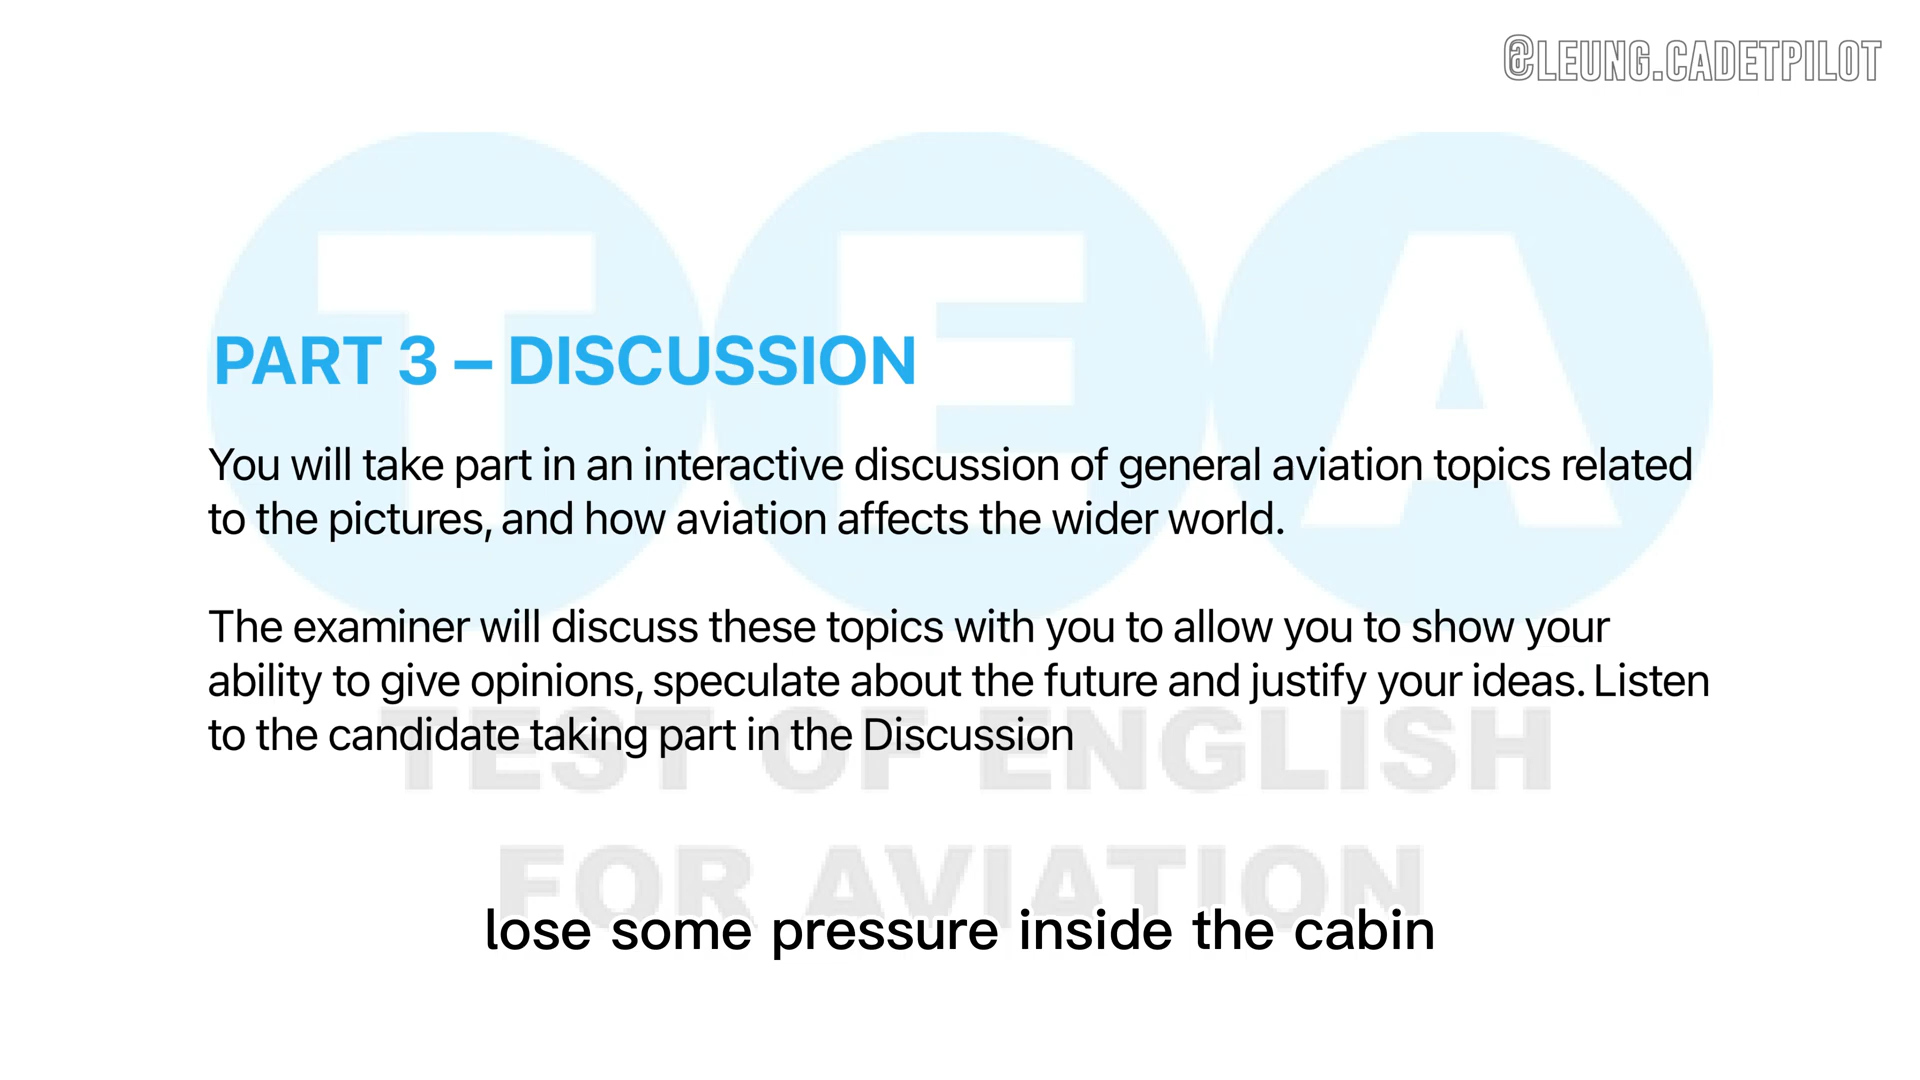 @LEUNG.CADETPILOT
TEA
PART 3 – DISCUSSION
You will take part in an interactive discussion of general aviation topics related
to the pictures, and how aviation affects the wider world.
The examiner will discuss these topics with you to allow you to show your
ability to give opinions, speculate about the future and justify your ideas. Listen
to the candidate taking part in the Discussion
TEST OF ENGLISH
FOR AVIATION
lose some pressure inside the cabin